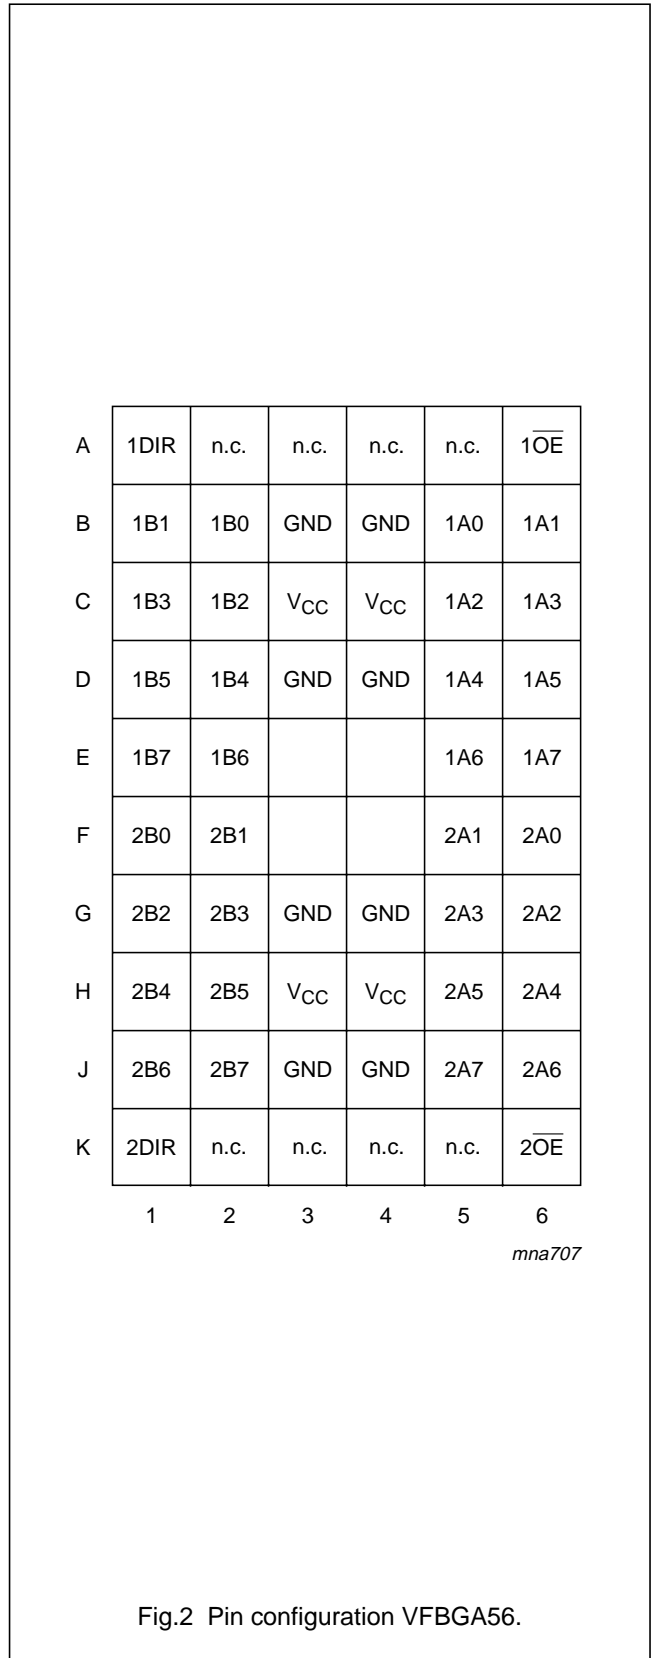 A 1DIR n.c. n.c. n.c. n.c. 1O̅E̅
B 1B1 1B0 GND GND 1A0 1A1
C 1B3 1B2 VCC VCC 1A2 1A3
D 1B5 1B4 GND GND 1A4 1A5
E 1B7 1B6 1A6 1A7
F 2B0 2B1 2A1 2A0
G 2B2 2B3 GND GND 2A3 2A2
H 2B4 2B5 VCC VCC 2A5 2A4
J 2B6 2B7 GND GND 2A7 2A6
K 2DIR n.c. n.c. n.c. n.c. 2O̅E̅
1 2 3 4 5 6
mna707
Fig.2 Pin configuration VFBGA56.